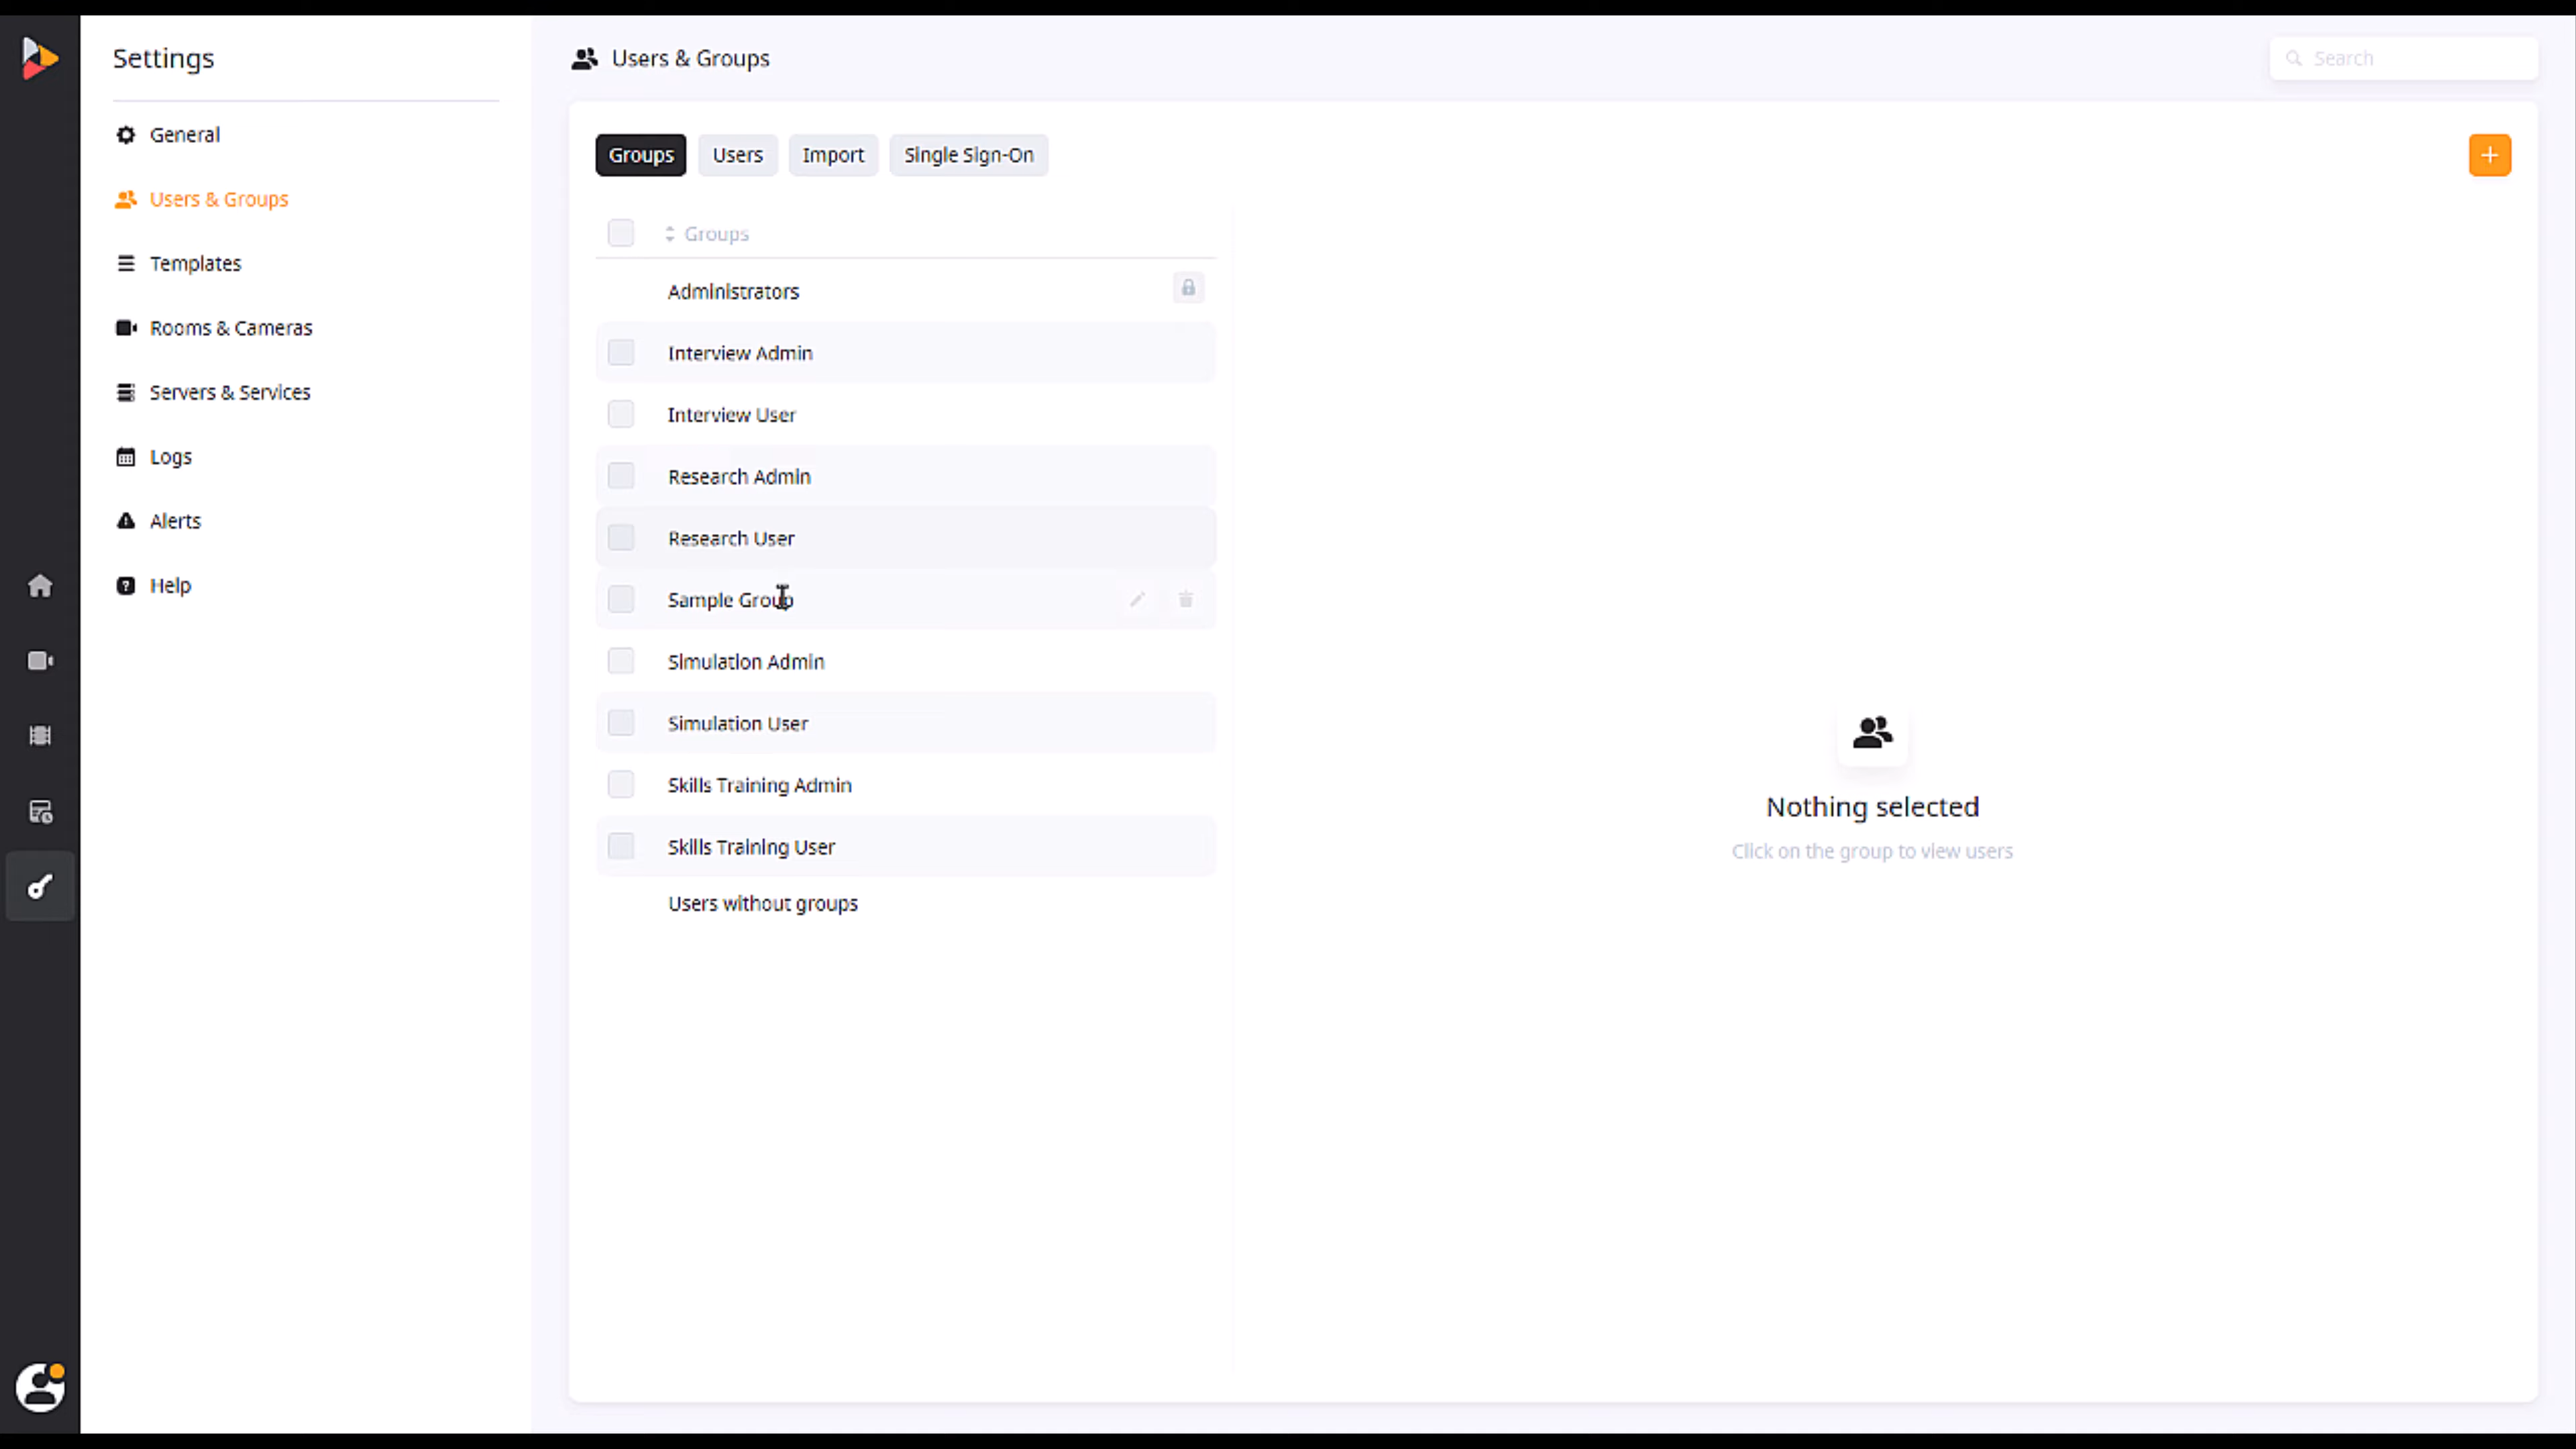 Settings
General
Users & Groups
Templates
Rooms & Cameras
Servers & Services
Logs
Alerts
Help
Users & Groups
Search
Groups
Users
Import
Single Sign-On
Groups
Administrators
Interview Admin
Interview User
Research Admin
Research User
Sample Group
Simulation Admin
Simulation User
Skills Training Admin
Skills Training User
Users without groups
Nothing selected
Click on the group to view users